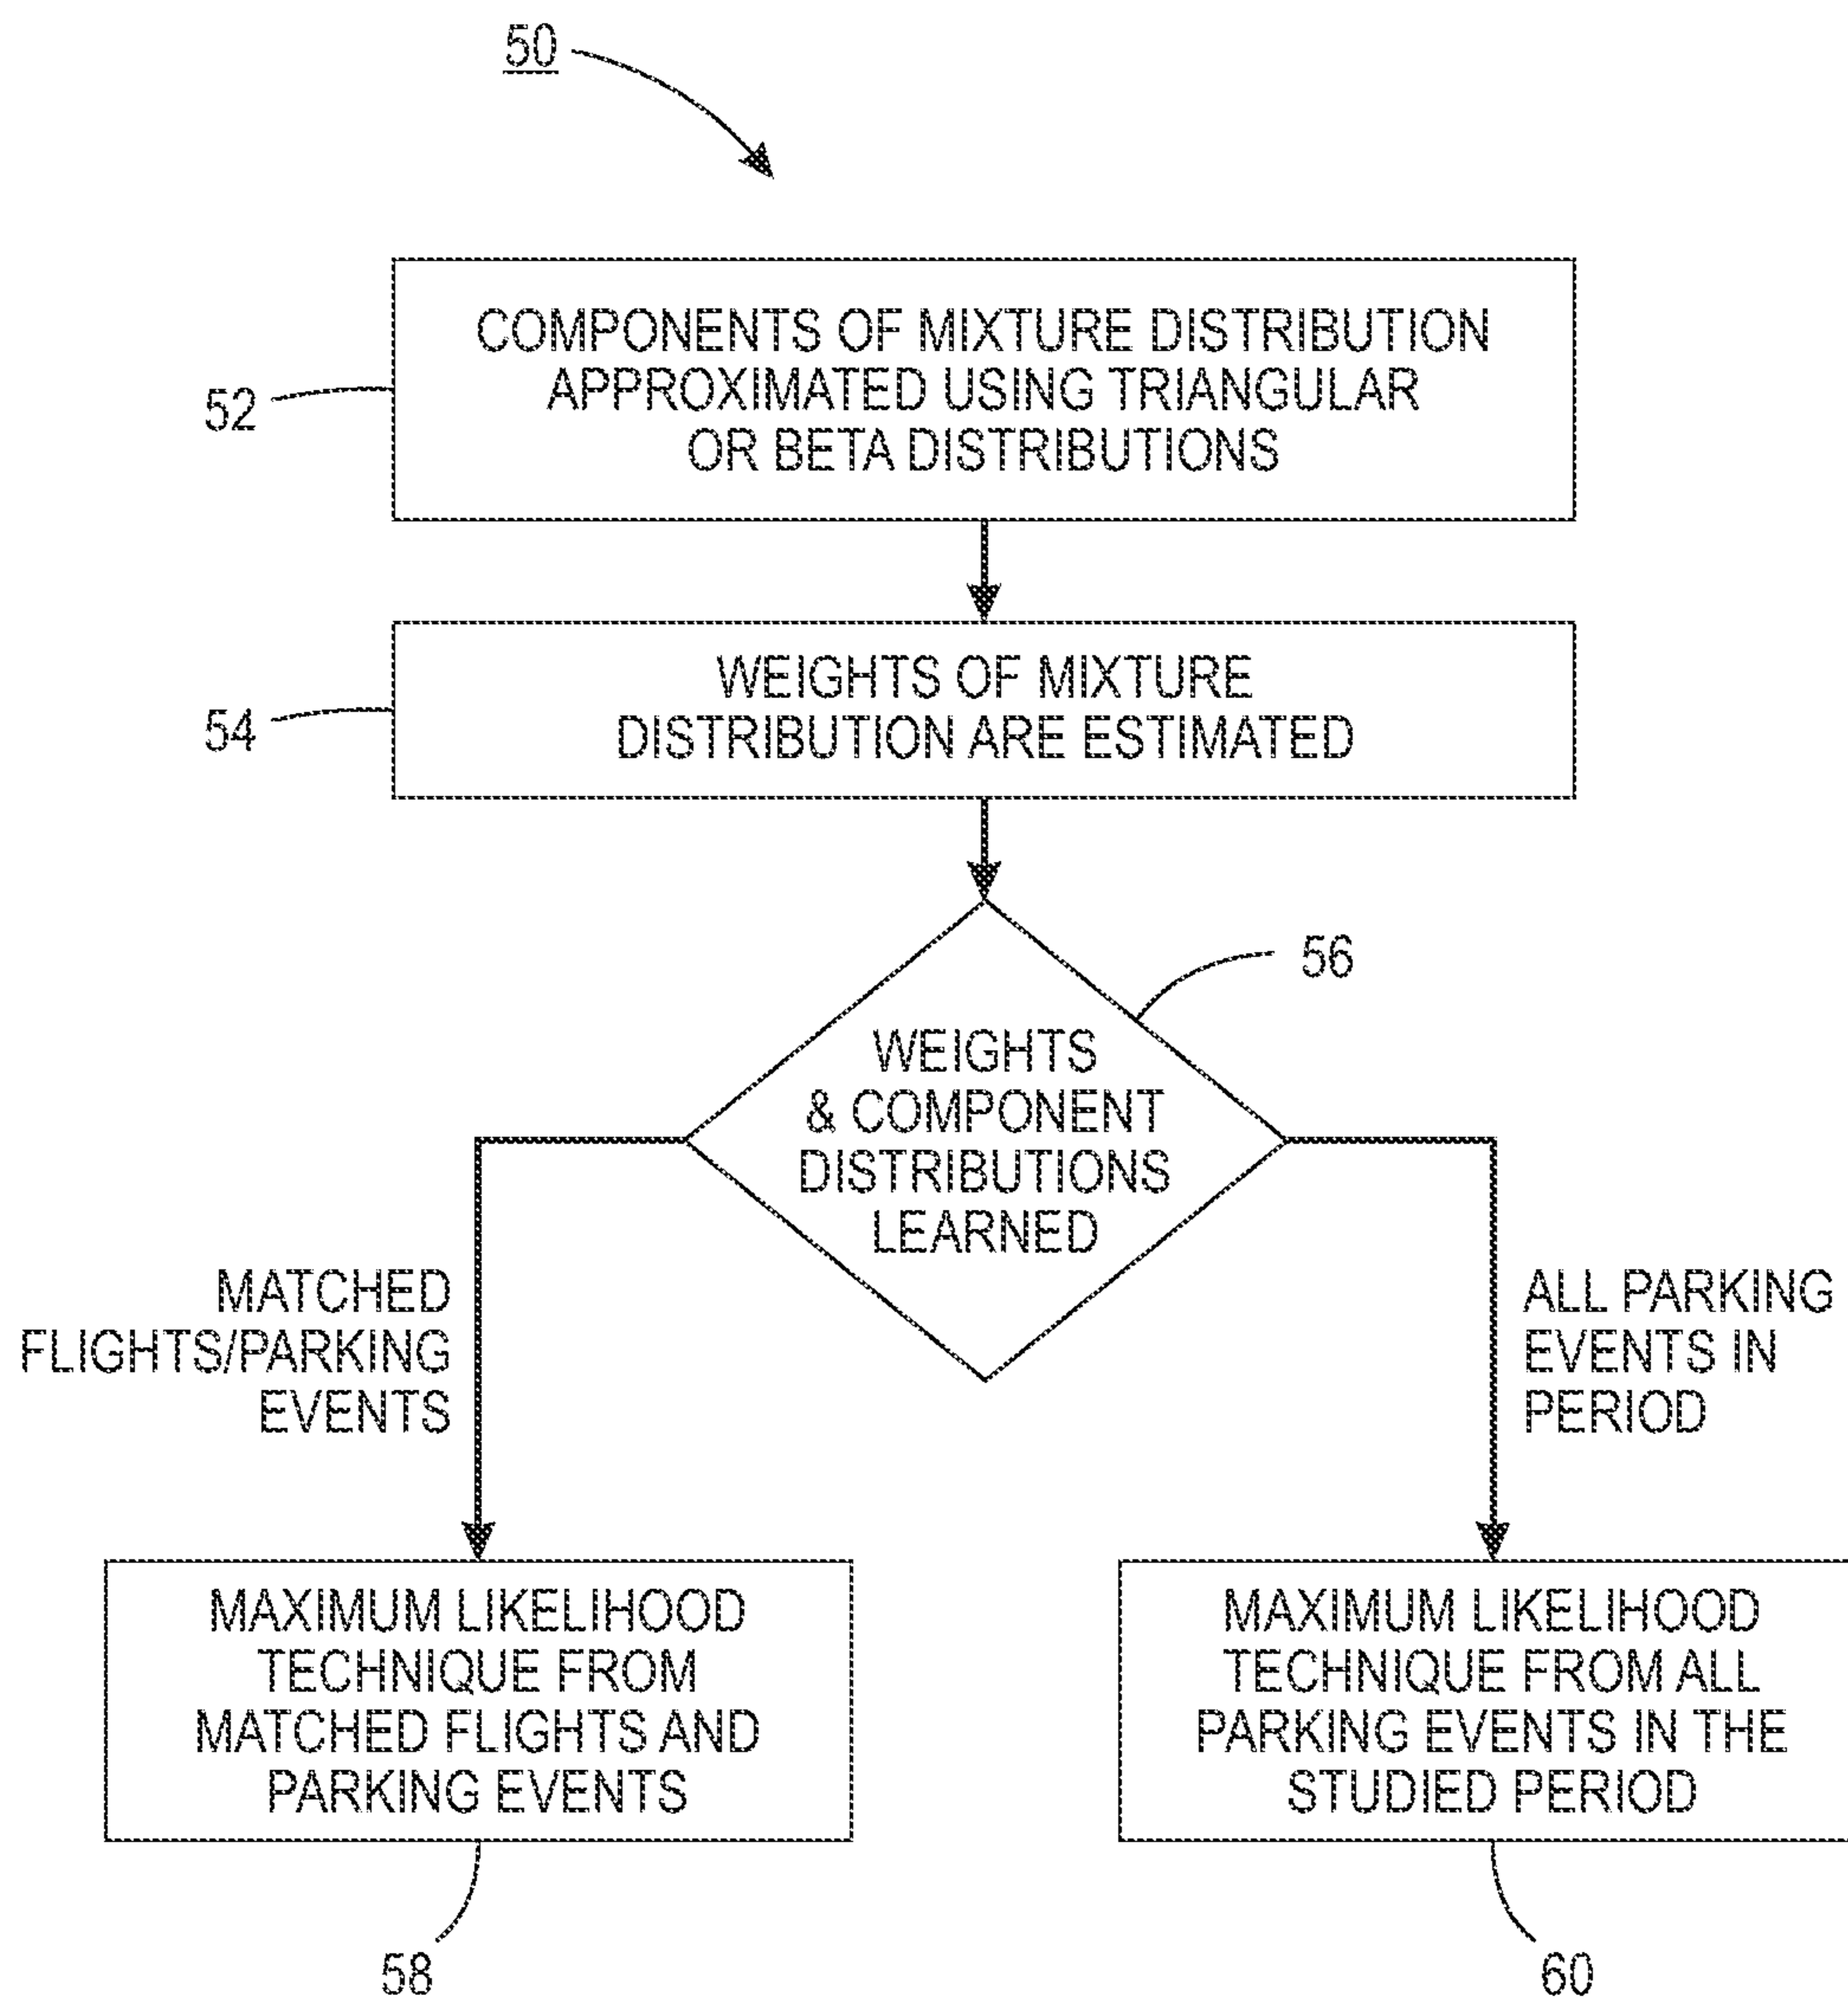 50
COMPONENTS OF MIXTURE DISTRIBUTION
APPROXIMATED USING TRIANGULAR
OR BETA DISTRIBUTIONS
52
WEIGHTS OF MIXTURE
DISTRIBUTION ARE ESTIMATED
54
56
WEIGHTS
& COMPONENT
DISTRIBUTIONS
LEARNED
MATCHED
FLIGHTS/PARKING
EVENTS
ALL PARKING
EVENTS IN
PERIOD
MAXIMUM LIKELIHOOD
TECHNIQUE FROM
MATCHED FLIGHTS AND
PARKING EVENTS
MAXIMUM LIKELIHOOD
TECHNIQUE FROM ALL
PARKING EVENTS IN THE
STUDIED PERIOD
58
60